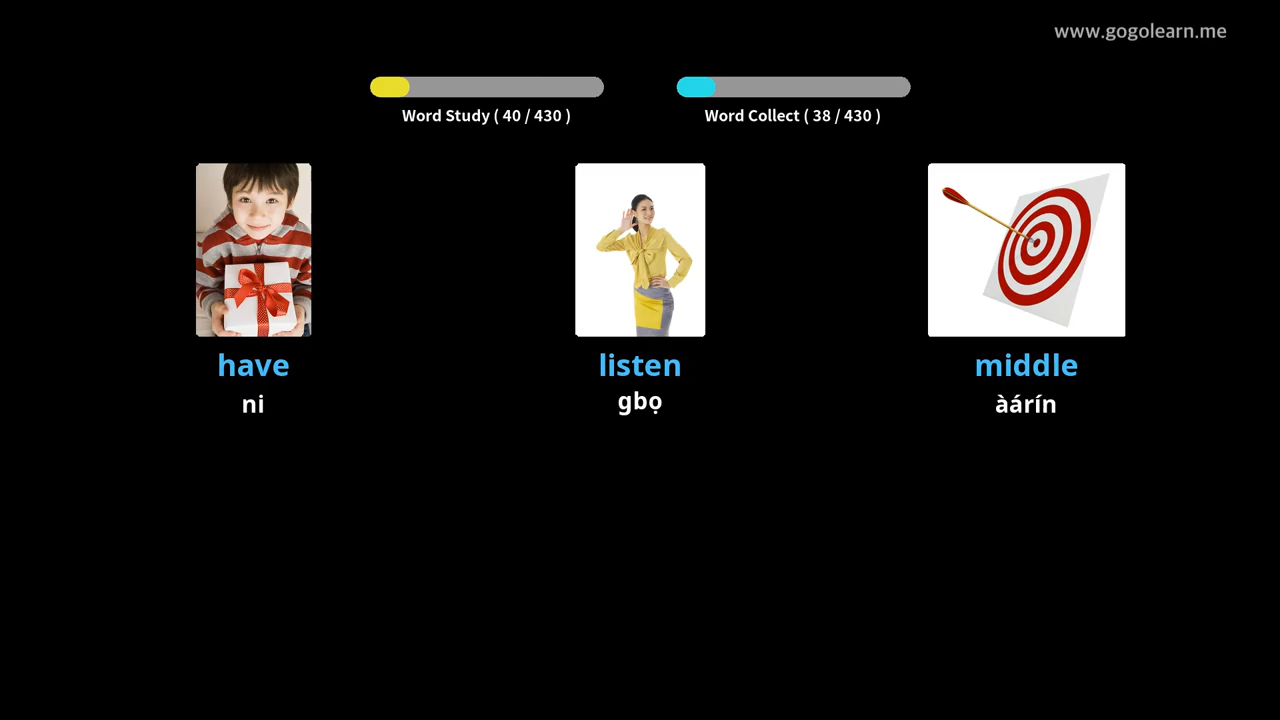 www.gogolearn.me
Word Study ( 40 / 430 )
Word Collect ( 38 / 430 )
have
listen
middle
ni
gbọ
àárín